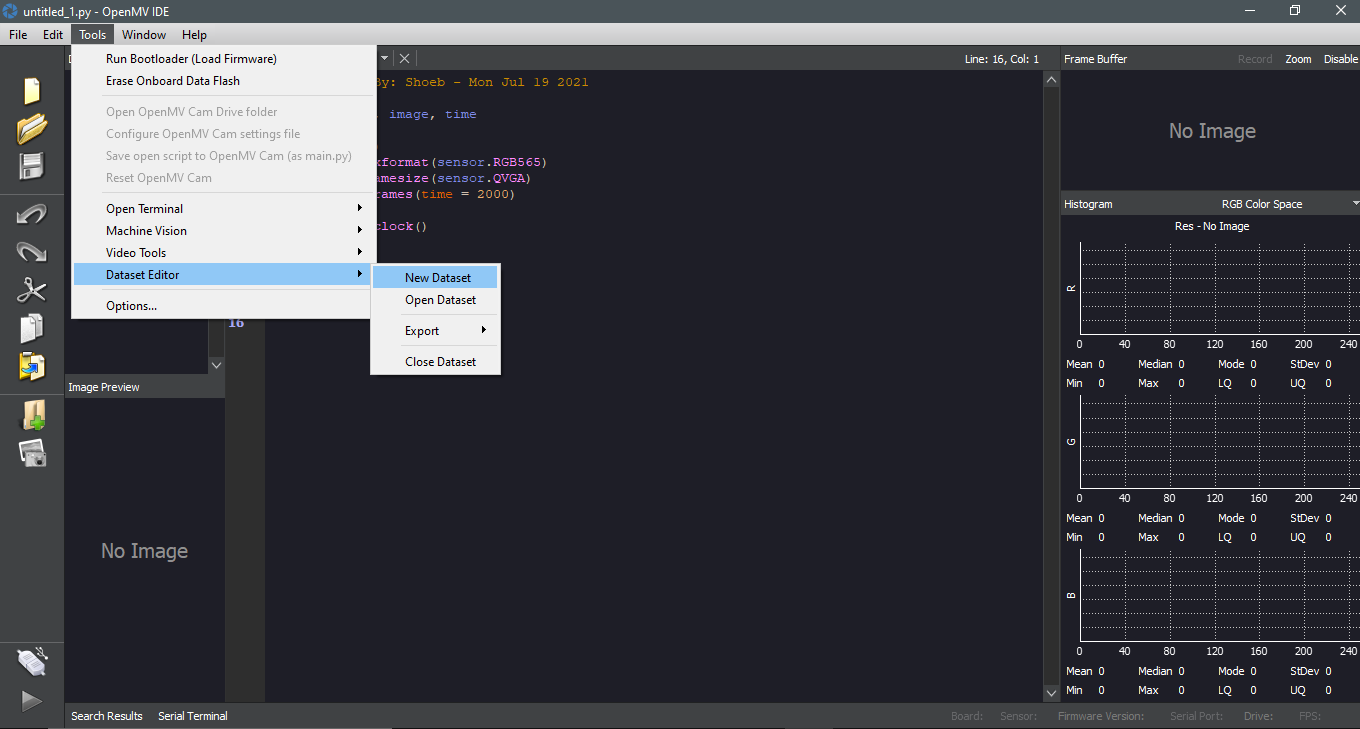 untitled_1.py - OpenMV IDE
File Edit Tools Window Help
Run Bootloader (Load Firmware)
Erase Onboard Data Flash
Open OpenMV Cam Drive folder
Configure OpenMV Cam settings file
Save open script to OpenMV Cam (as main.py)
Reset OpenMV Cam
Open Terminal
Machine Vision
Video Tools
Dataset Editor
Options...
New Dataset
Open Dataset
Export
Close Dataset
Line: 16, Col: 1
By: Shoeb - Mon Jul 19 2021
image, time
format(sensor.RGB565)
mesize(sensor.QVGA)
rames(time = 2000)
clock()
16
Image Preview
No Image
Frame Buffer Record Zoom Disable
No Image
Histogram RGB Color Space
Res - No Image
R
0 40 80 120 160 200 240
Mean 0 Median 0 Mode 0 StDev 0
Min 0 Max 0 LQ 0 UQ 0
G
0 40 80 120 160 200 240
Mean 0 Median 0 Mode 0 StDev 0
Min 0 Max 0 LQ 0 UQ 0
B
0 40 80 120 160 200 240
Mean 0 Median 0 Mode 0 StDev 0
Min 0 Max 0 LQ 0 UQ 0
Search Results Serial Terminal Board: Sensor: Firmware Version: Serial Port: Drive: FPS: